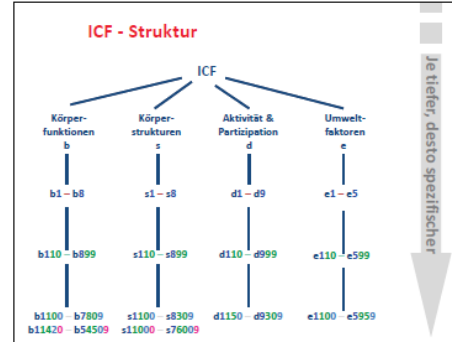 ICF - Struktur
ICF
Körper-
funktionen
b
Körper-
strukturen
s
Aktivität &
Partizipation
d
Umwelt-
faktoren
e
b1 – b8
s1 – s8
d1 – d9
e1 – e5
b110 – b899
s110 – s899
d110 – d999
e110 – e599
b1100 – b7809
b11420 – b54509
s1100 – s8309
s11000 – s76009
d1150 – d9309
e1100 – e5959
Je tiefer, desto spezifischer